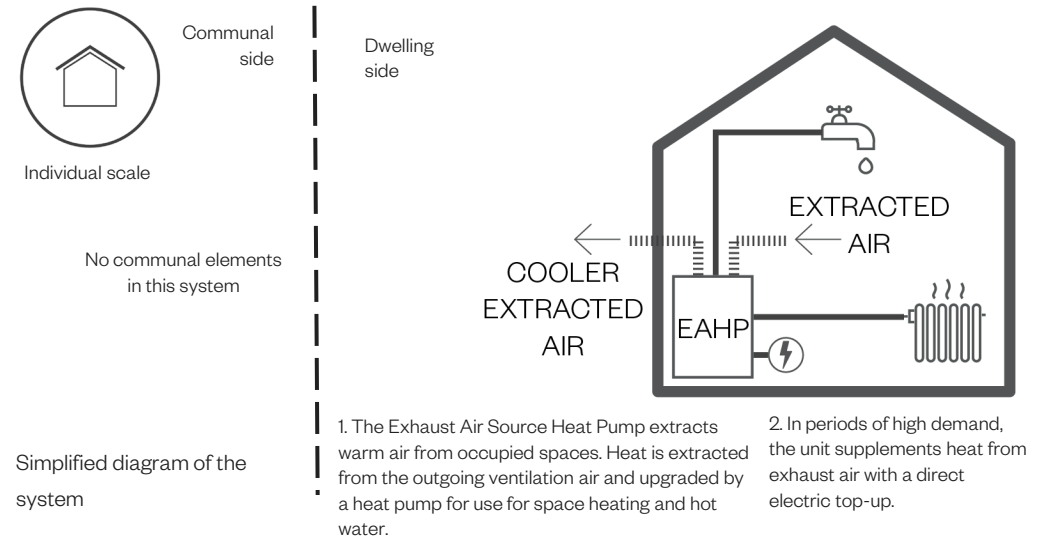 Communal
side
Dwelling
side
Individual scale
No communal elements
in this system
EXTRACTED
AIR
COOLER
EXTRACTED
AIR
EAHP
Simplified diagram of the
system
1. The Exhaust Air Source Heat Pump extracts
warm air from occupied spaces. Heat is extracted
from the outgoing ventilation air and upgraded by
a heat pump for use for space heating and hot
water.
2. In periods of high demand,
the unit supplements heat from
exhaust air with a direct
electric top-up.